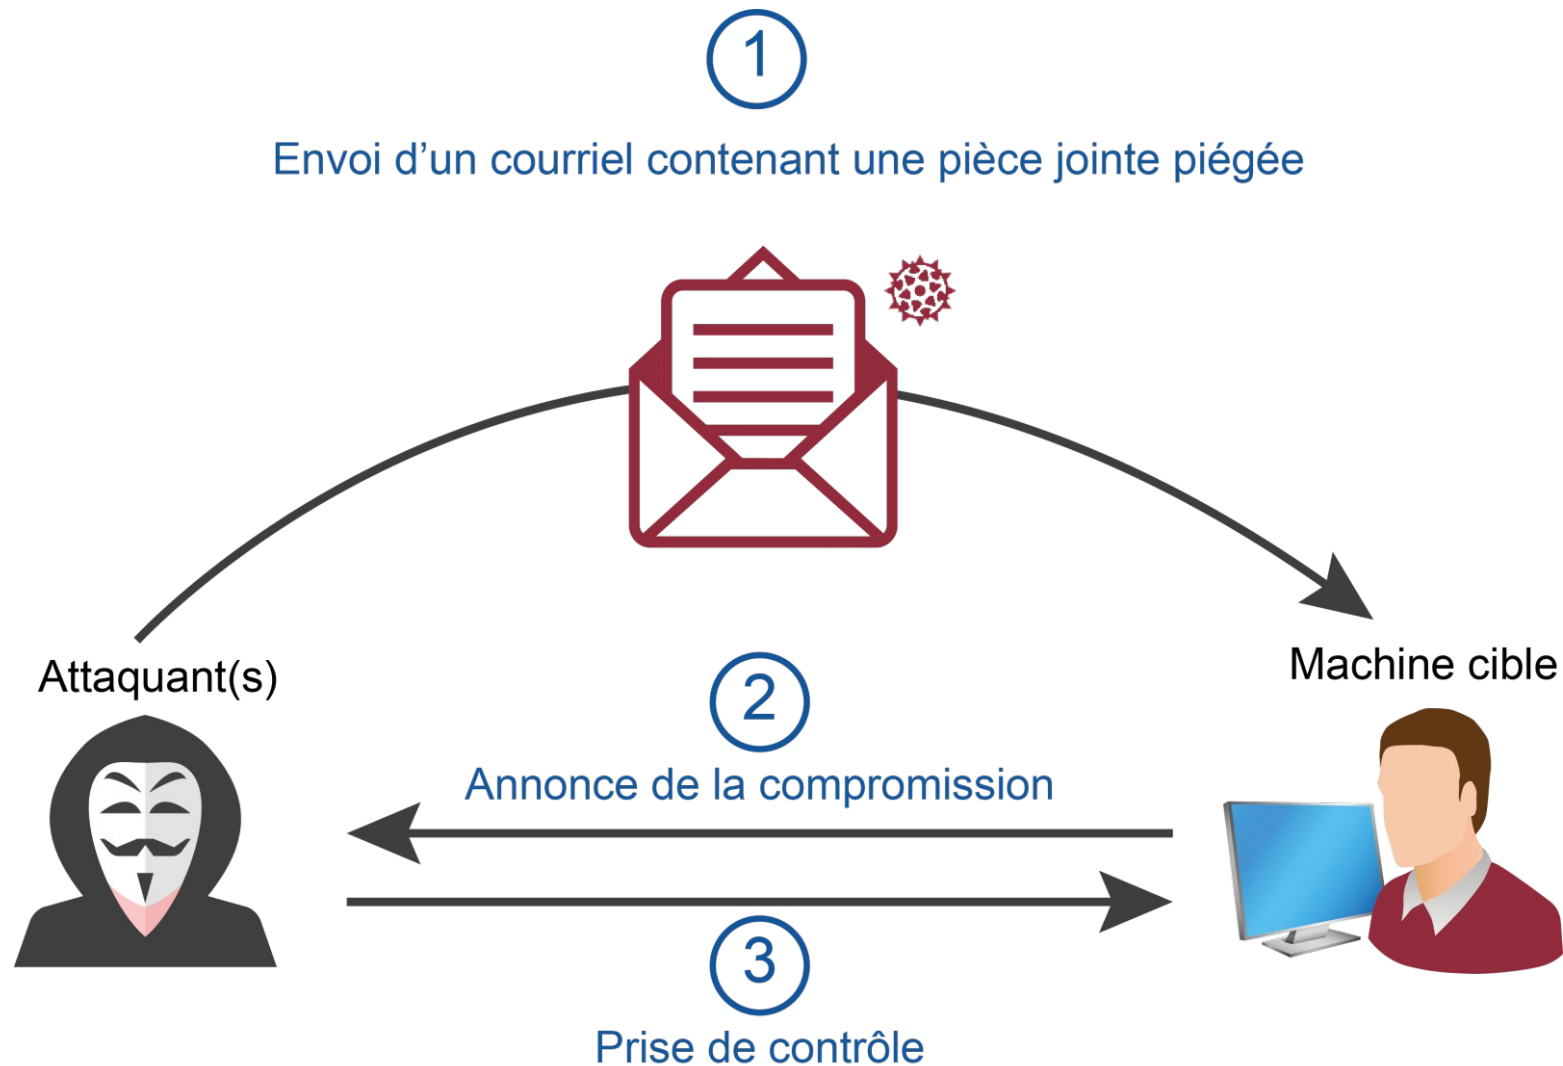 1
Envoi d’un courriel contenant une pièce jointe piégée
Attaquant(s)
Machine cible
2
Annonce de la compromission
3
Prise de contrôle